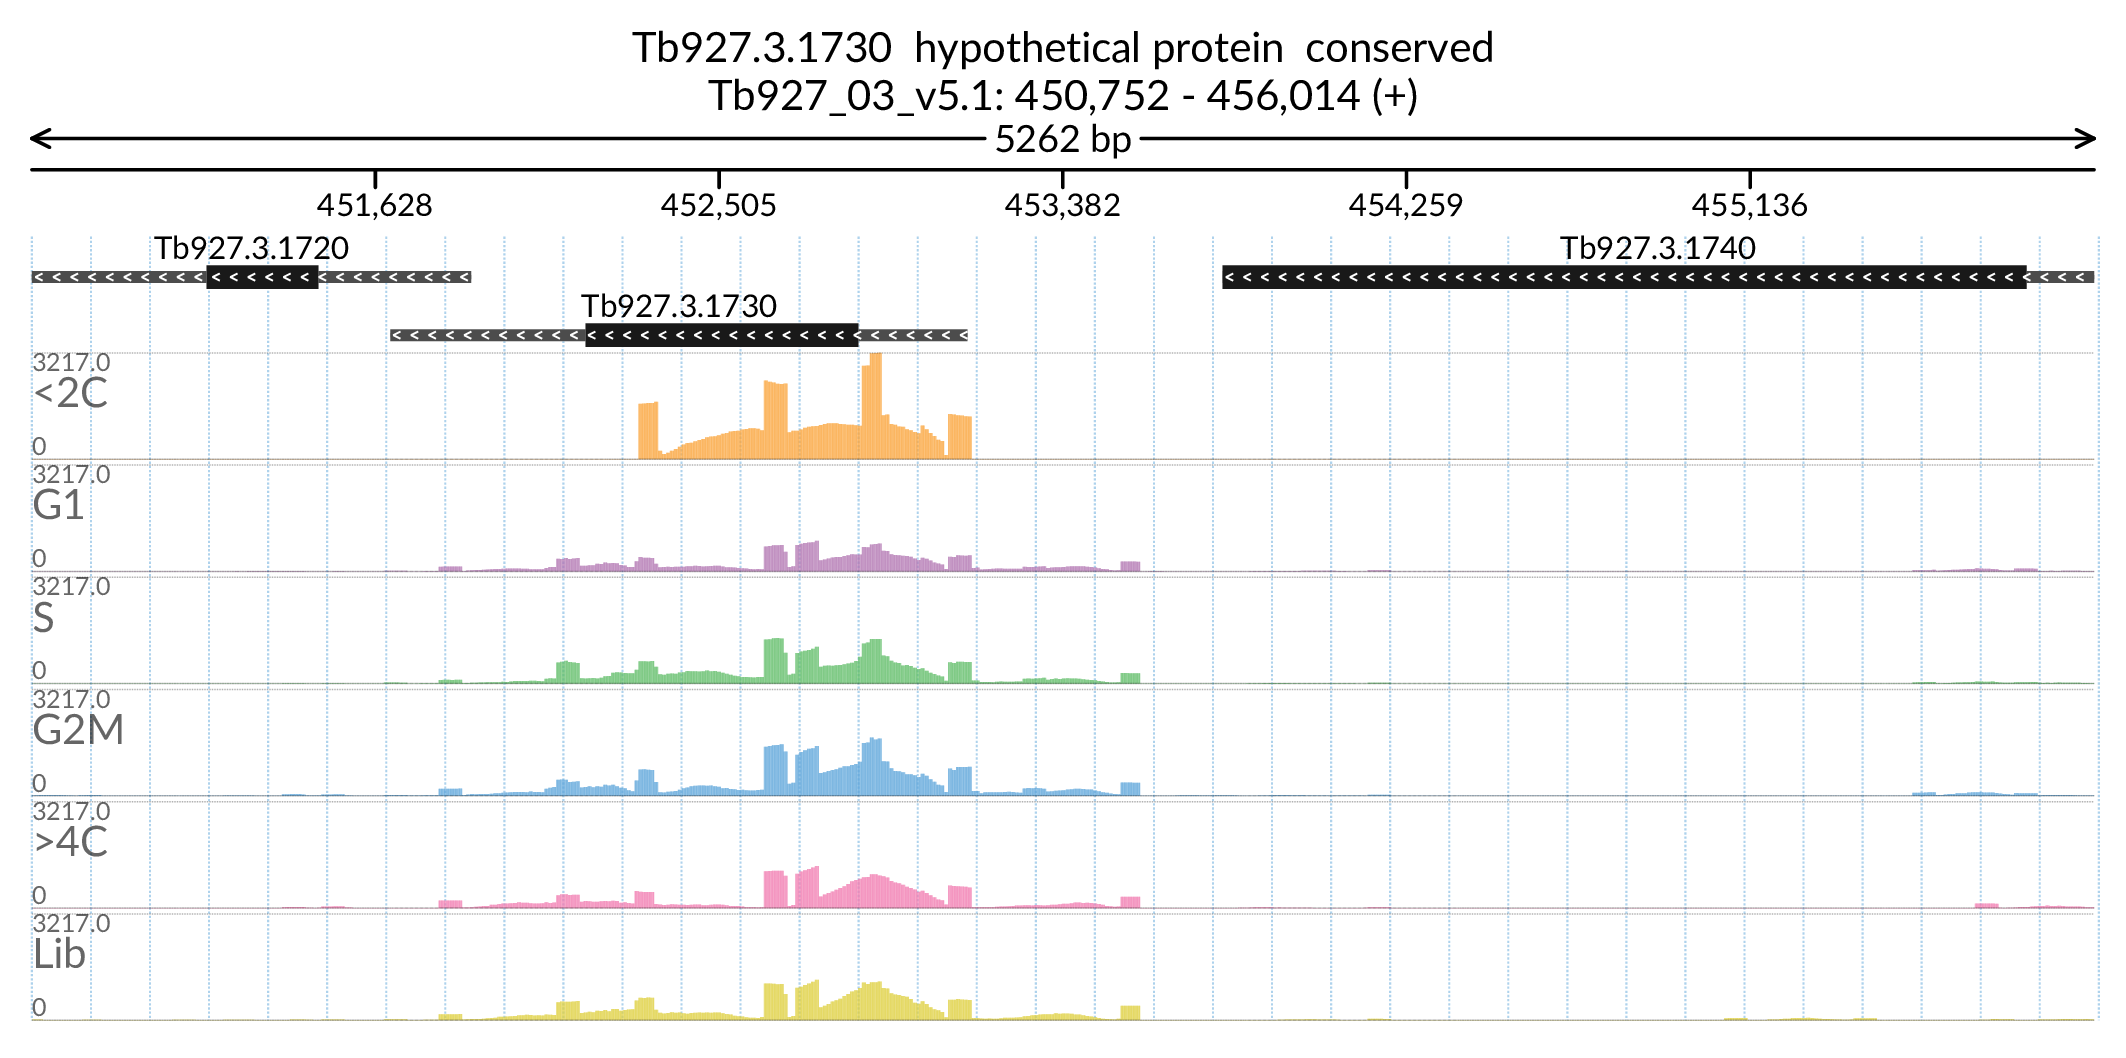 Tb927.3.1730  hypothetical protein  conserved
Tb927_03_v5.1: 450,752 - 456,014 (+)
5262 bp
451,628 452,505 453,382 454,259 455,136
Tb927.3.1720 Tb927.3.1740
Tb927.3.1730
3217.0
<2C
0
3217.0
G1
0
3217.0
S
0
3217.0
G2M
0
3217.0
>4C
0
3217.0
Lib
0